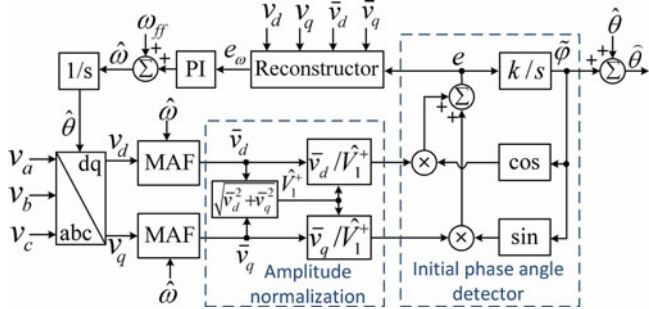 v_d v_q v̄_d v̄_q
ω_ff
ω̂
1/s
Σ
+
+
PI
e_ω
Reconstructor
e
k/s
φ̃
θ̂
+
+
Σ
θ̂
θ̂
ω̂
Σ
+
+
v_a
v_b
v_c
dq
abc
v_d
MAF
v̄_d
v̄_d/V̂_1^+
×
cos
√(v̄_d^2+v̄_q^2)
V̂_1^+
v_q
MAF
v̄_q
v̄_q/V̂_1^+
×
sin
ω̂
Amplitude
normalization
Initial phase angle
detector